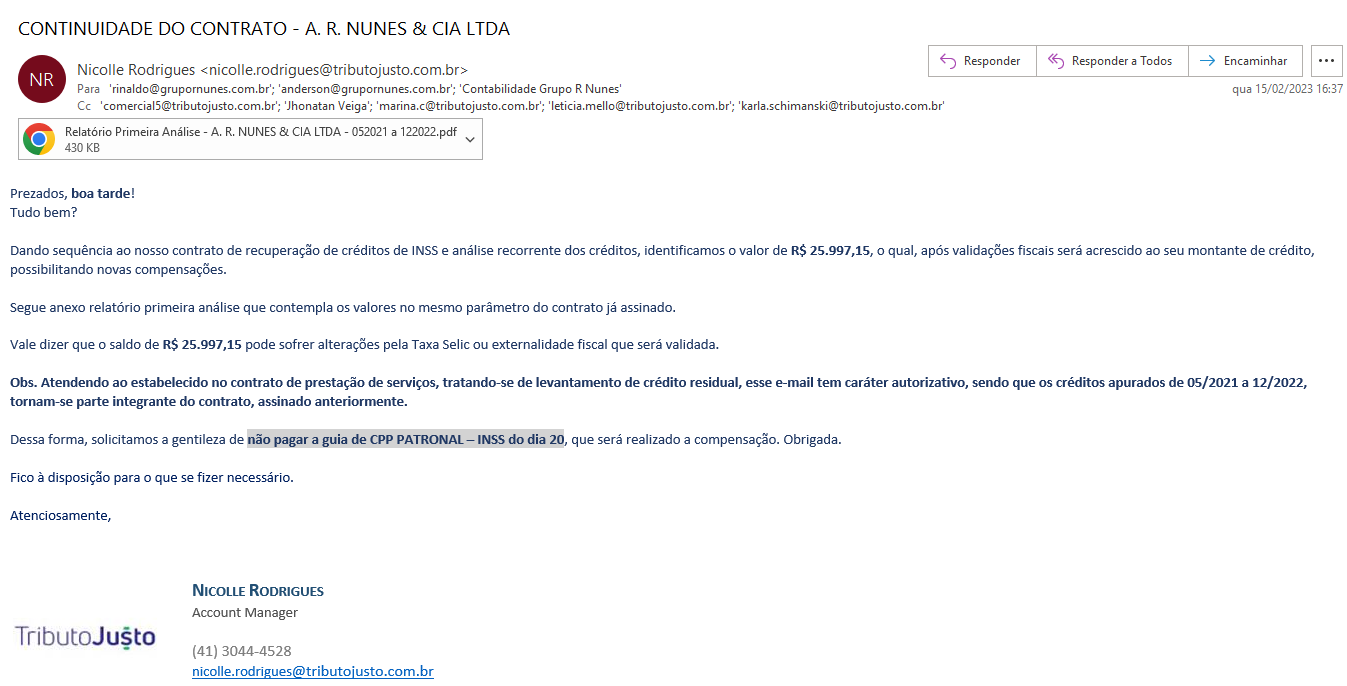 CONTINUIDADE DO CONTRATO - A. R. NUNES & CIA LTDA
NR
Nicolle Rodrigues <nicolle.rodrigues@tributojusto.com.br>
Responder
Responder a Todos
Encaminhar
Para 'rinaldo@grupornunes.com.br'; 'anderson@grupornunes.com.br'; 'Contabilidade Grupo R Nunes'
qua 15/02/2023 16:37
Cc 'comercial5@tributojusto.com.br'; 'Jhonatan Veiga'; 'marina.c@tributojusto.com.br'; 'leticia.mello@tributojusto.com.br'; 'karla.schimanski@tributojusto.com.br'
Relatório Primeira Análise - A. R. NUNES & CIA LTDA - 052021 a 122022.pdf
430 KB
Prezados, boa tarde!
Tudo bem?
Dando sequência ao nosso contrato de recuperação de créditos de INSS e análise recorrente dos créditos, identificamos o valor de R$ 25.997,15, o qual, após validações fiscais será acrescido ao seu montante de crédito,
possibilitando novas compensações.
Segue anexo relatório primeira análise que contempla os valores no mesmo parâmetro do contrato já assinado.
Vale dizer que o saldo de R$ 25.997,15 pode sofrer alterações pela Taxa Selic ou externalidade fiscal que será validada.
Obs. Atendendo ao estabelecido no contrato de prestação de serviços, tratando-se de levantamento de crédito residual, esse e-mail tem caráter autorizativo, sendo que os créditos apurados de 05/2021 a 12/2022,
tornam-se parte integrante do contrato, assinado anteriormente.
Dessa forma, solicitamos a gentileza de não pagar a guia de CPP PATRONAL – INSS do dia 20, que será realizado a compensação. Obrigada.
Fico à disposição para o que se fizer necessário.
Atenciosamente,
NICOLLE RODRIGUES
Account Manager
TributoJusto
(41) 3044-4528
nicolle.rodrigues@tributojusto.com.br